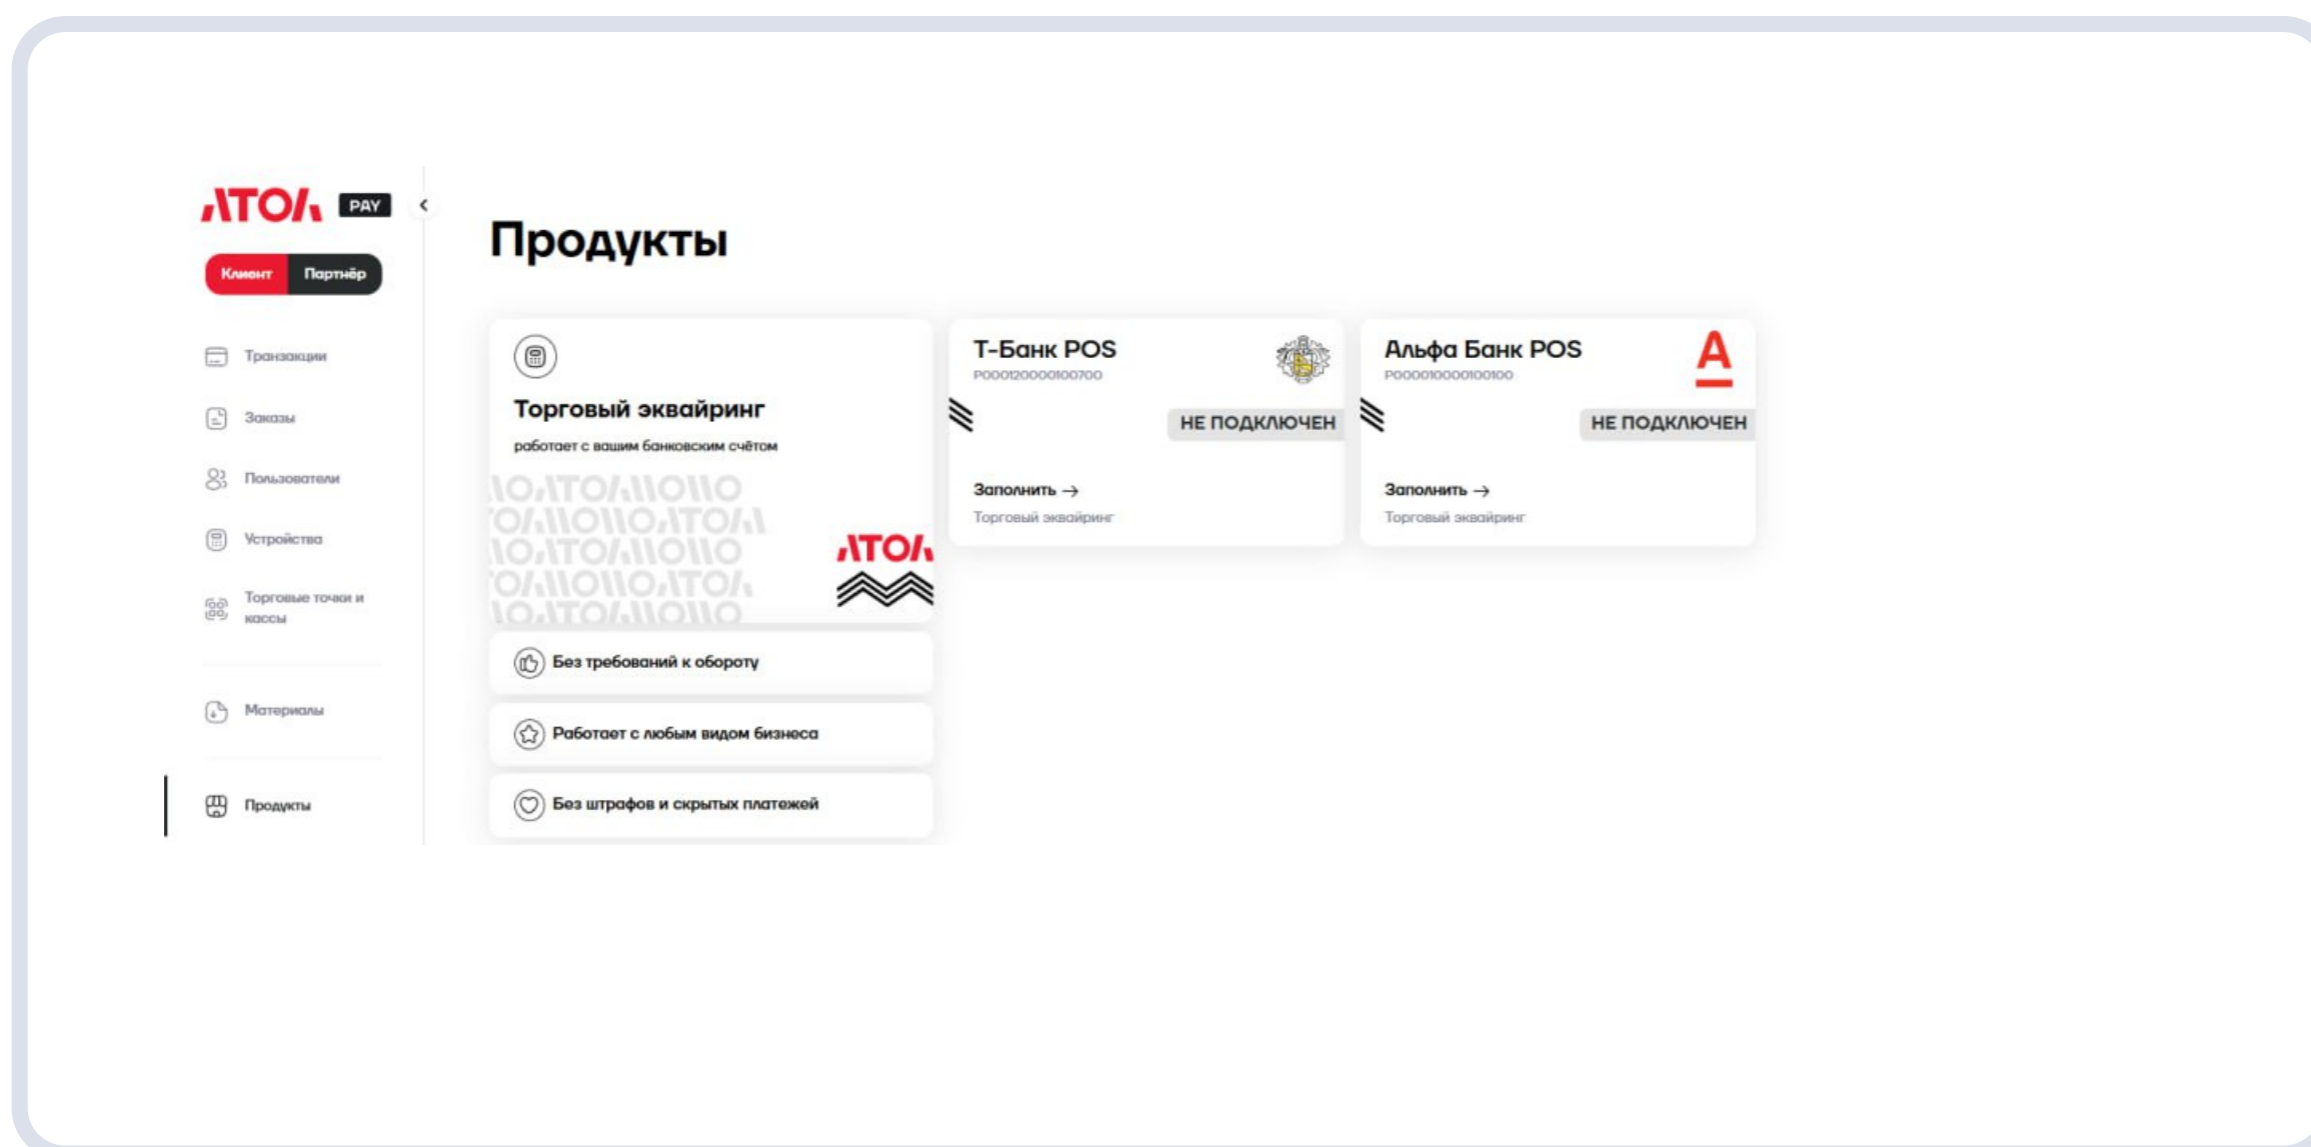 АТОЛ PAY
Клиент Партнёр
Транзакции
Заказы
Пользователи
Устройства
Торговые точки и
кассы
Материалы
Продукты
Продукты
Торговый эквайринг
работает с вашим банковским счётом
АТОЛ
Без требований к обороту
Работает с любым видом бизнеса
Без штрафов и скрытых платежей
Т-Банк POS
P000120000100700
НЕ ПОДКЛЮЧЕН
Заполнить →
Торговый эквайринг
Альфа Банк POS
P000010000100100
А
НЕ ПОДКЛЮЧЕН
Заполнить →
Торговый эквайринг